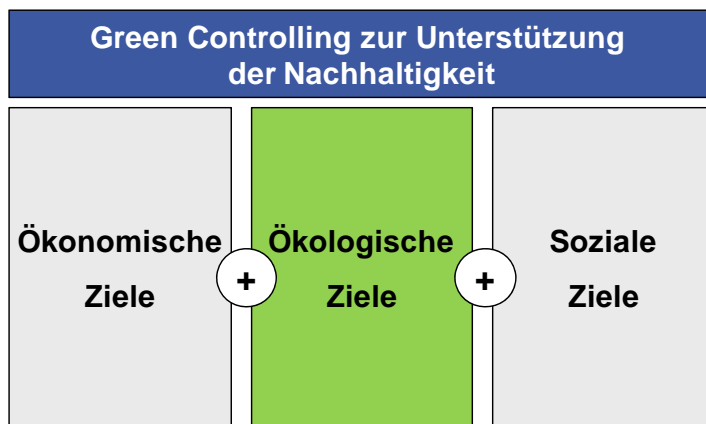 Green Controlling zur Unterstützung
der Nachhaltigkeit
Ökonomische
Ziele
+
Ökologische
Ziele
+
Soziale
Ziele